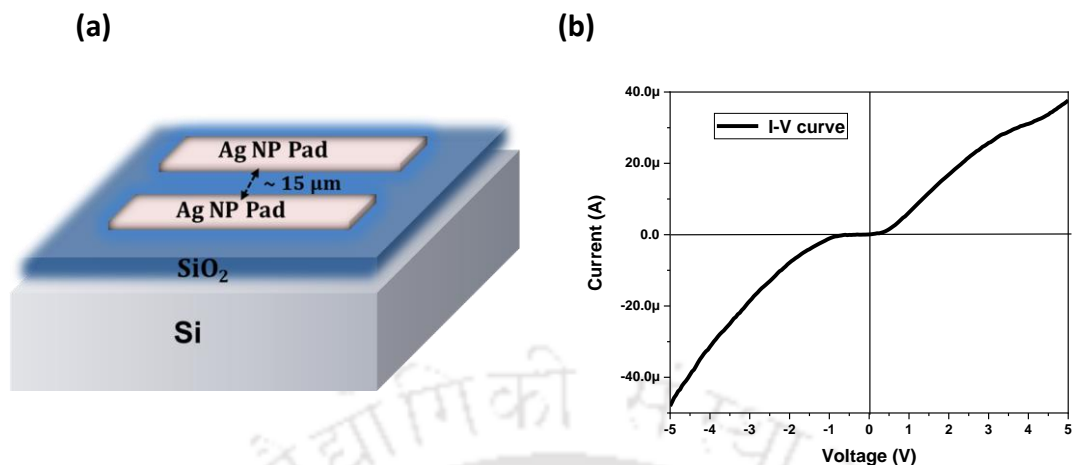 (a)
Ag NP Pad
~ 15 µm
Ag NP Pad
SiO₂
Si
(b)
40.0µ
20.0µ
0.0
-20.0µ
-40.0µ
I-V curve
Current (A)
-5 -4 -3 -2 -1 0 1 2 3 4 5
Voltage (V)